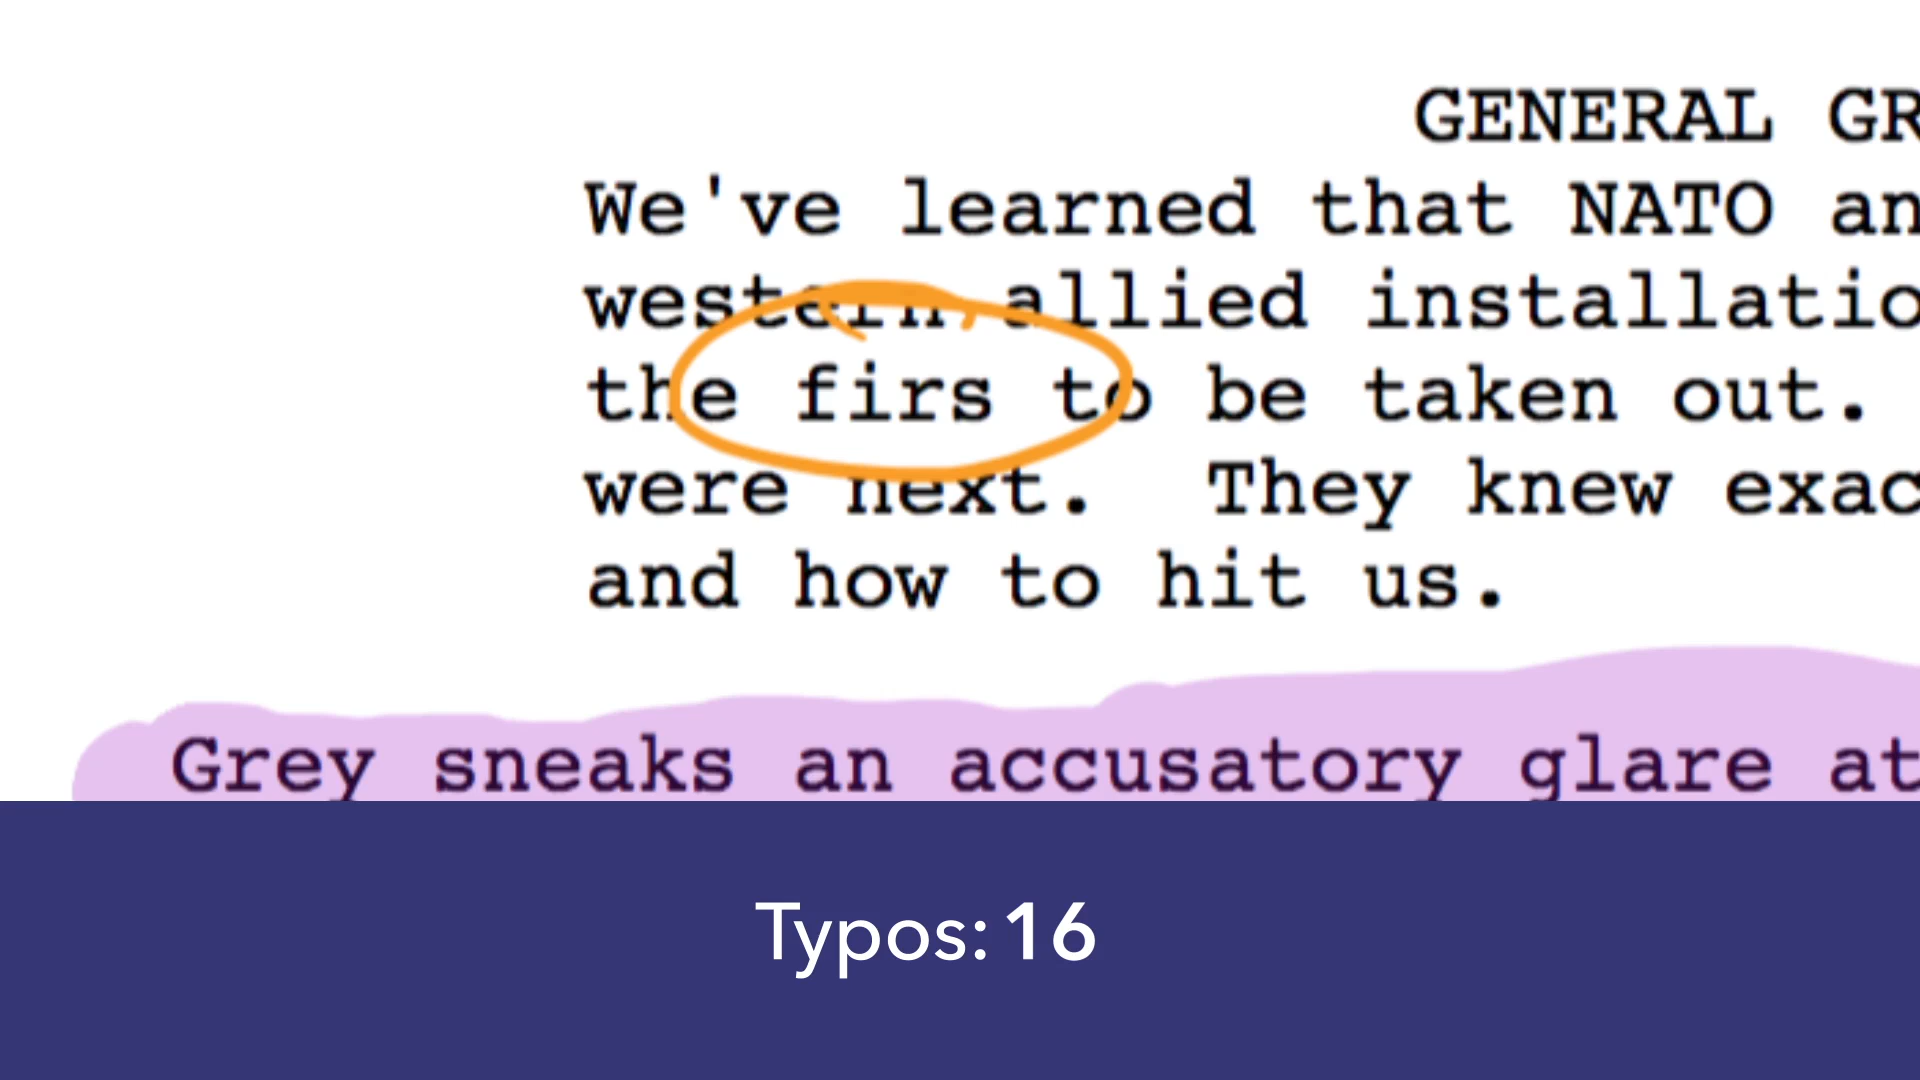 GENERAL GR
We've learned that NATO an
western allied installatio
the firs to be taken out.
were next.  They knew exac
and how to hit us.
Grey sneaks an accusatory glare at
Typos: 16